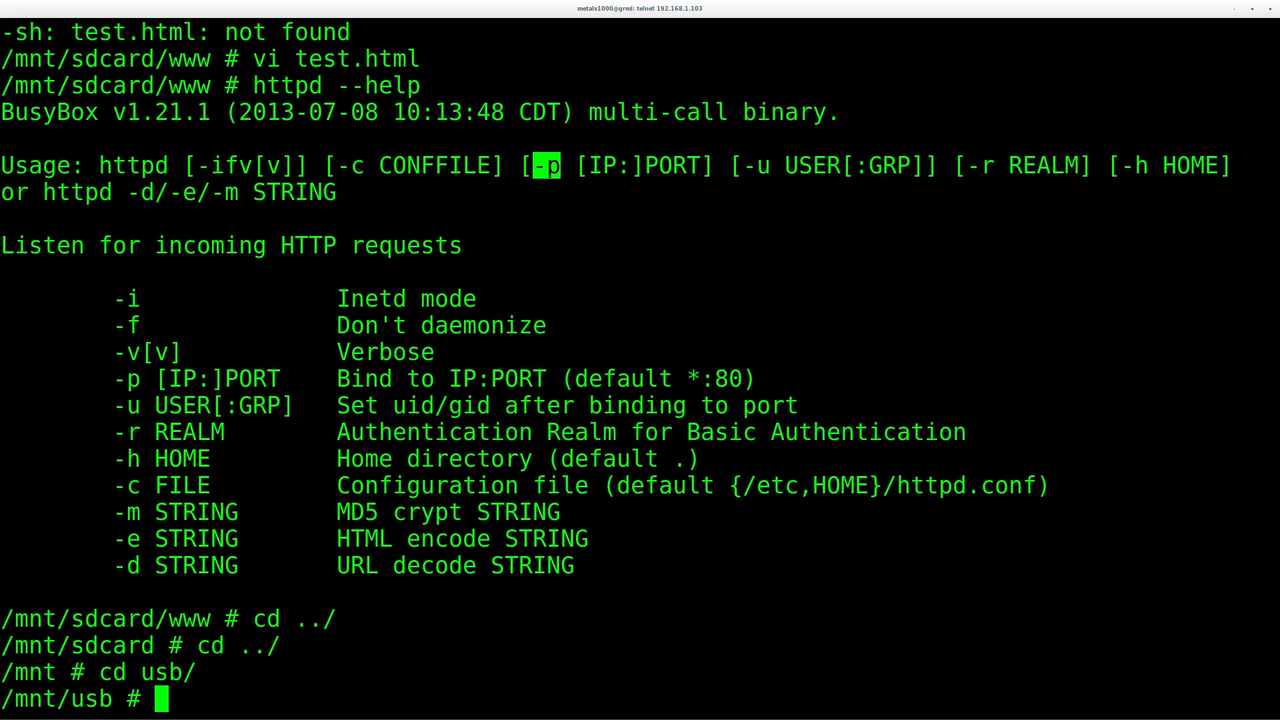 metalx1000@grml: telnet 192.168.1.103
-sh: test.html: not found
/mnt/sdcard/www # vi test.html
/mnt/sdcard/www # httpd --help
BusyBox v1.21.1 (2013-07-08 10:13:48 CDT) multi-call binary.
Usage: httpd [-ifv[v]] [-c CONFFILE] [-p [IP:]PORT] [-u USER[:GRP]] [-r REALM] [-h HOME]
or httpd -d/-e/-m STRING
Listen for incoming HTTP requests
-i Inetd mode
-f Don't daemonize
-v[v] Verbose
-p [IP:]PORT Bind to IP:PORT (default *:80)
-u USER[:GRP] Set uid/gid after binding to port
-r REALM Authentication Realm for Basic Authentication
-h HOME Home directory (default .)
-c FILE Configuration file (default {/etc,HOME}/httpd.conf)
-m STRING MD5 crypt STRING
-e STRING HTML encode STRING
-d STRING URL decode STRING
/mnt/sdcard/www # cd ../
/mnt/sdcard # cd ../
/mnt # cd usb/
/mnt/usb #